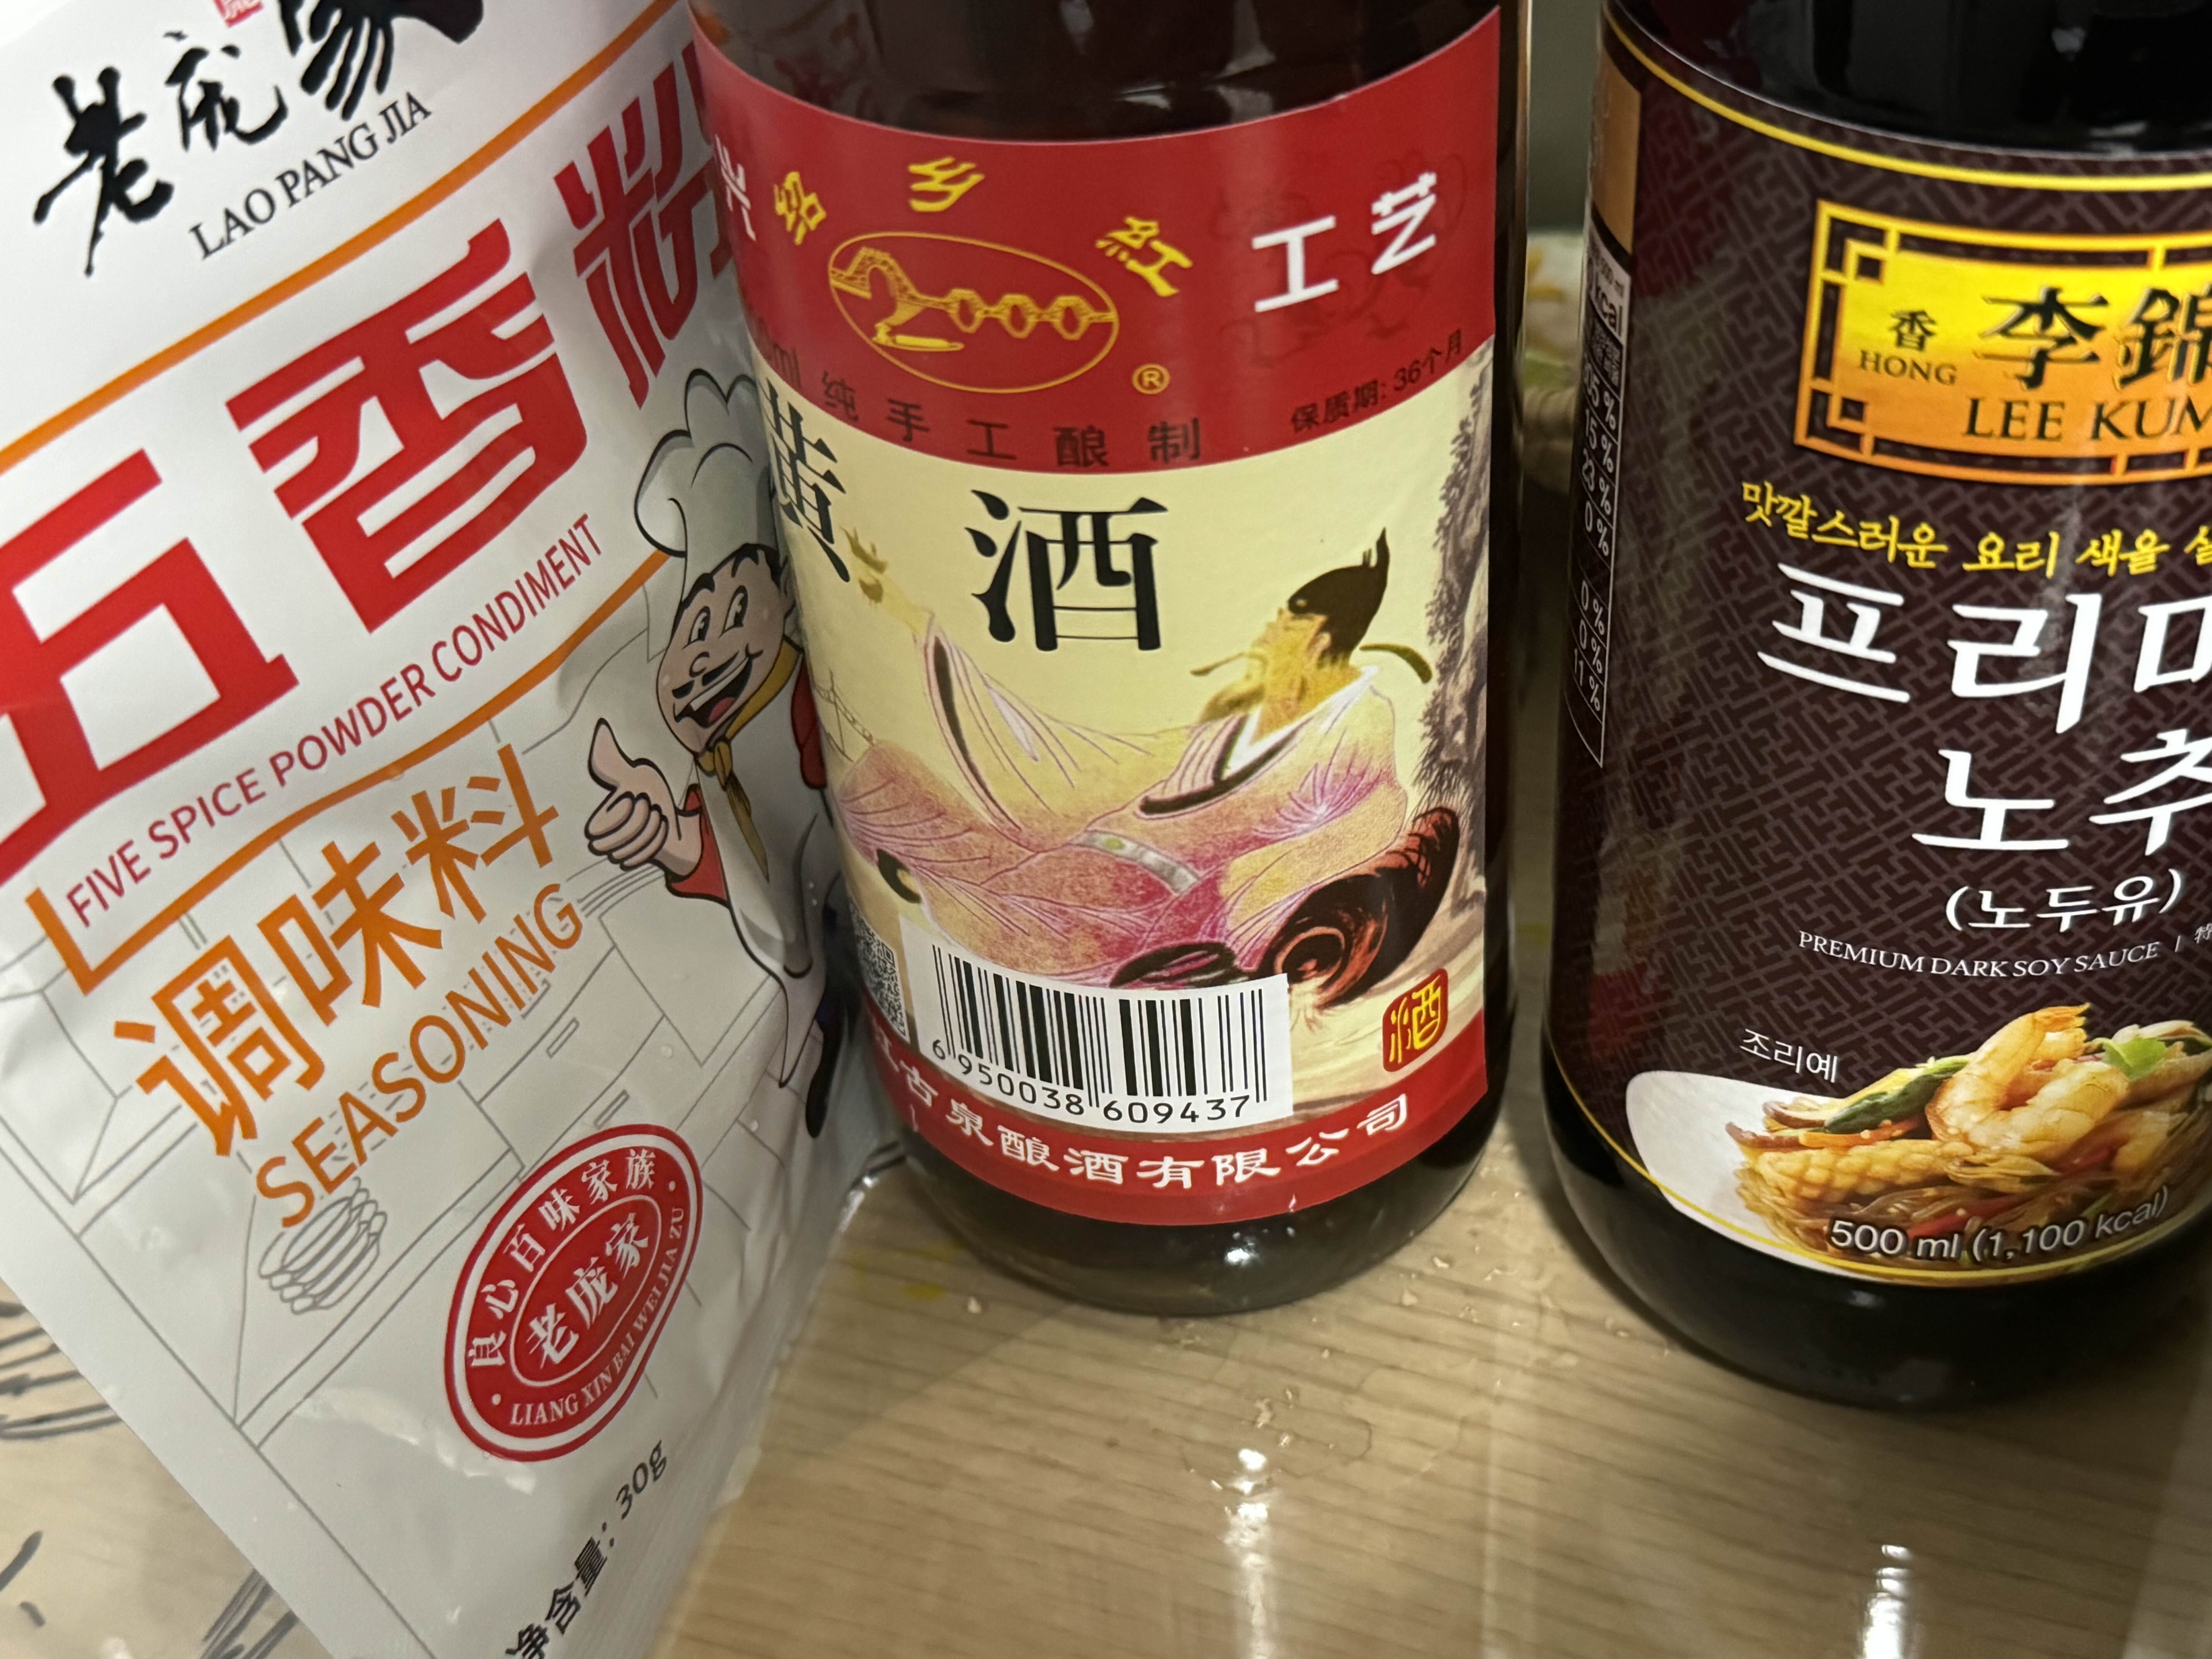 老庞家
LAO PANG JIA
五香粉
FIVE SPICE POWDER CONDIMENT
调味料
SEASONING
良心百味家族
老庞家
LIANG XIN BAI WEI JIA ZU
净含量: 30g
绍乡红
工艺
®
纯手工酿制
保质期: 36个月
黄酒
酒
6 950038 609437
古泉酿酒有限公司
香
HONG
李錦
LEE KUM
맛깔스러운 요리 색을
프리미
노추
(노두유)
PREMIUM DARK SOY SAUCE
조리예
500 ml (1,100 kcal)